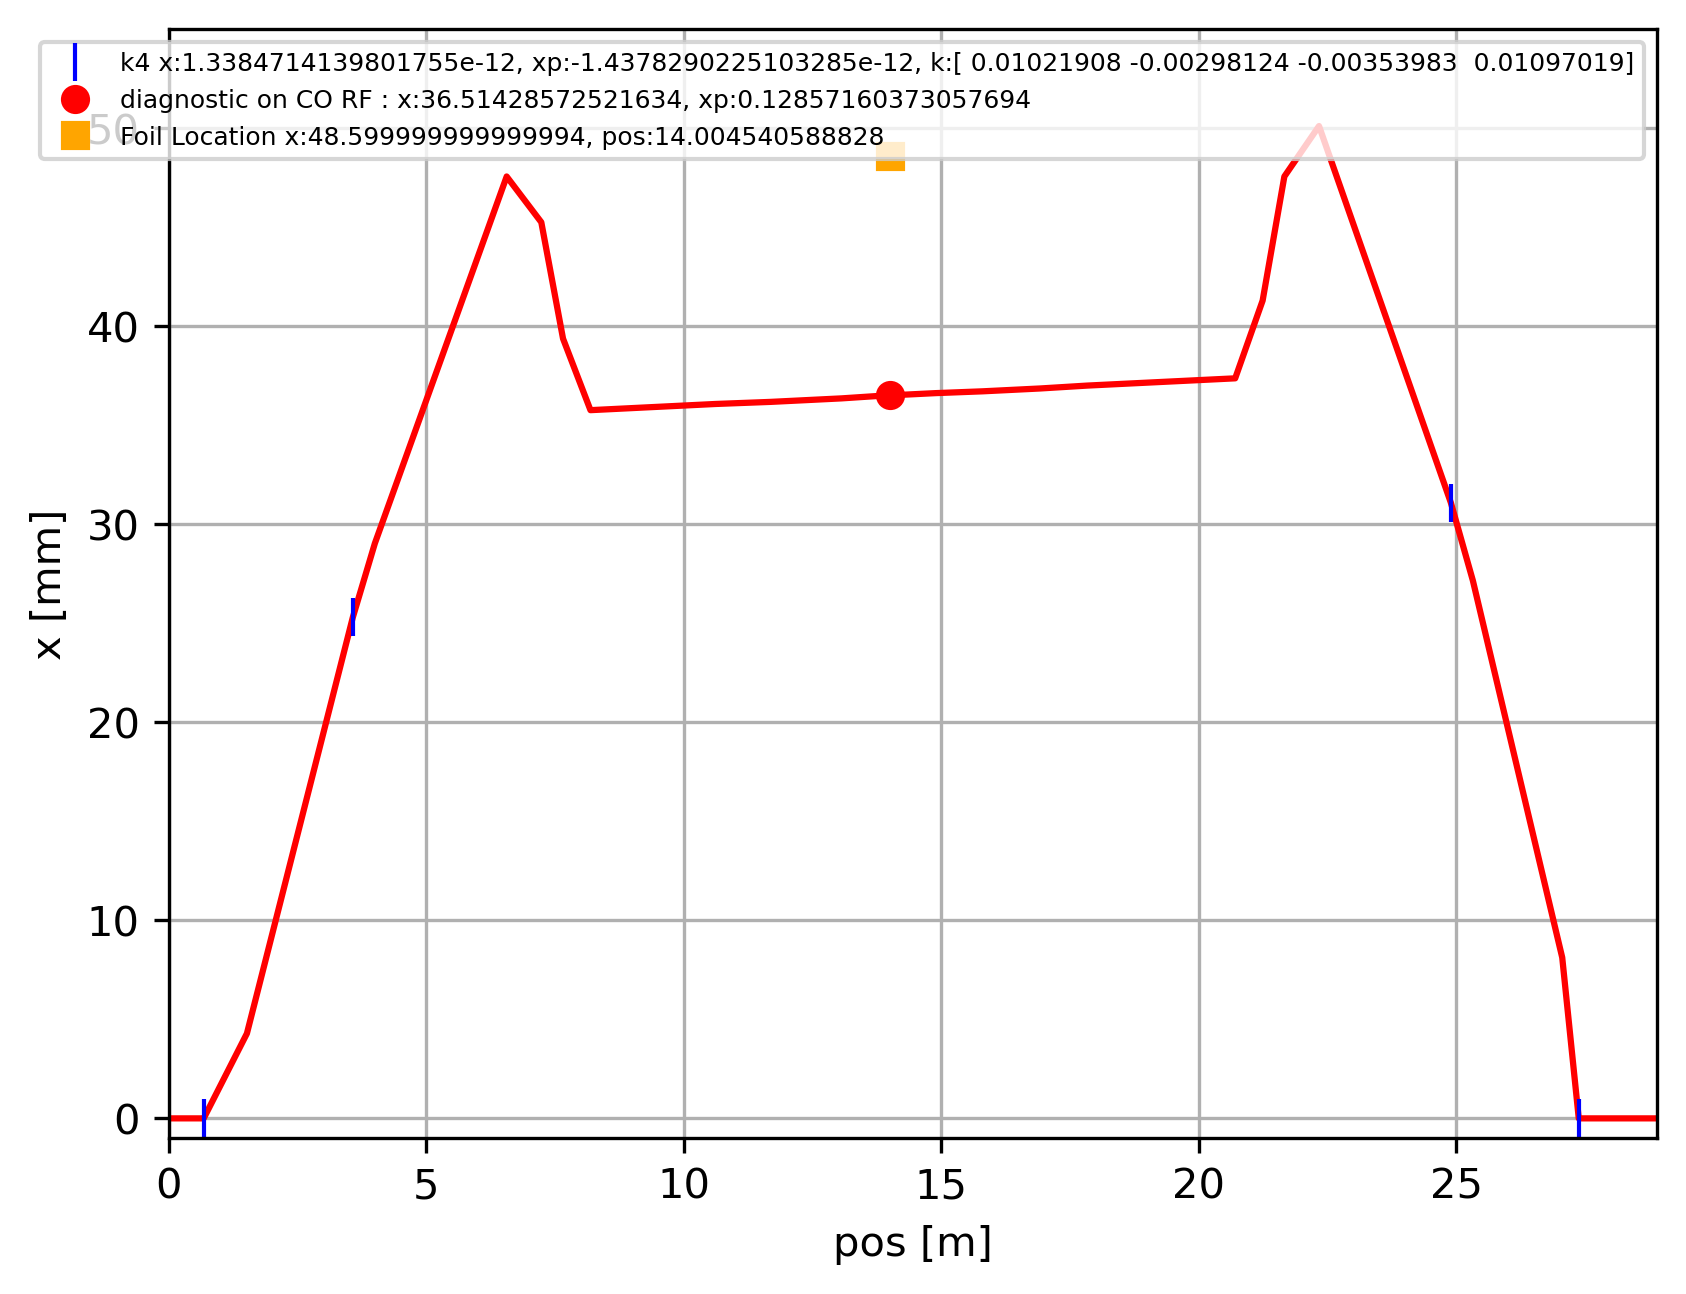 k4 x:1.3384714139801755e-12, xp:-1.4378290225103285e-12, k:[ 0.01021908 -0.00298124 -0.00353983  0.01097019]
diagnostic on CO RF : x:36.51428572521634, xp:0.12857160373057694
Foil Location x:48.599999999999994, pos:14.004540588828
50
40
30
20
10
0
x [mm]
0 5 10 15 20 25
pos [m]